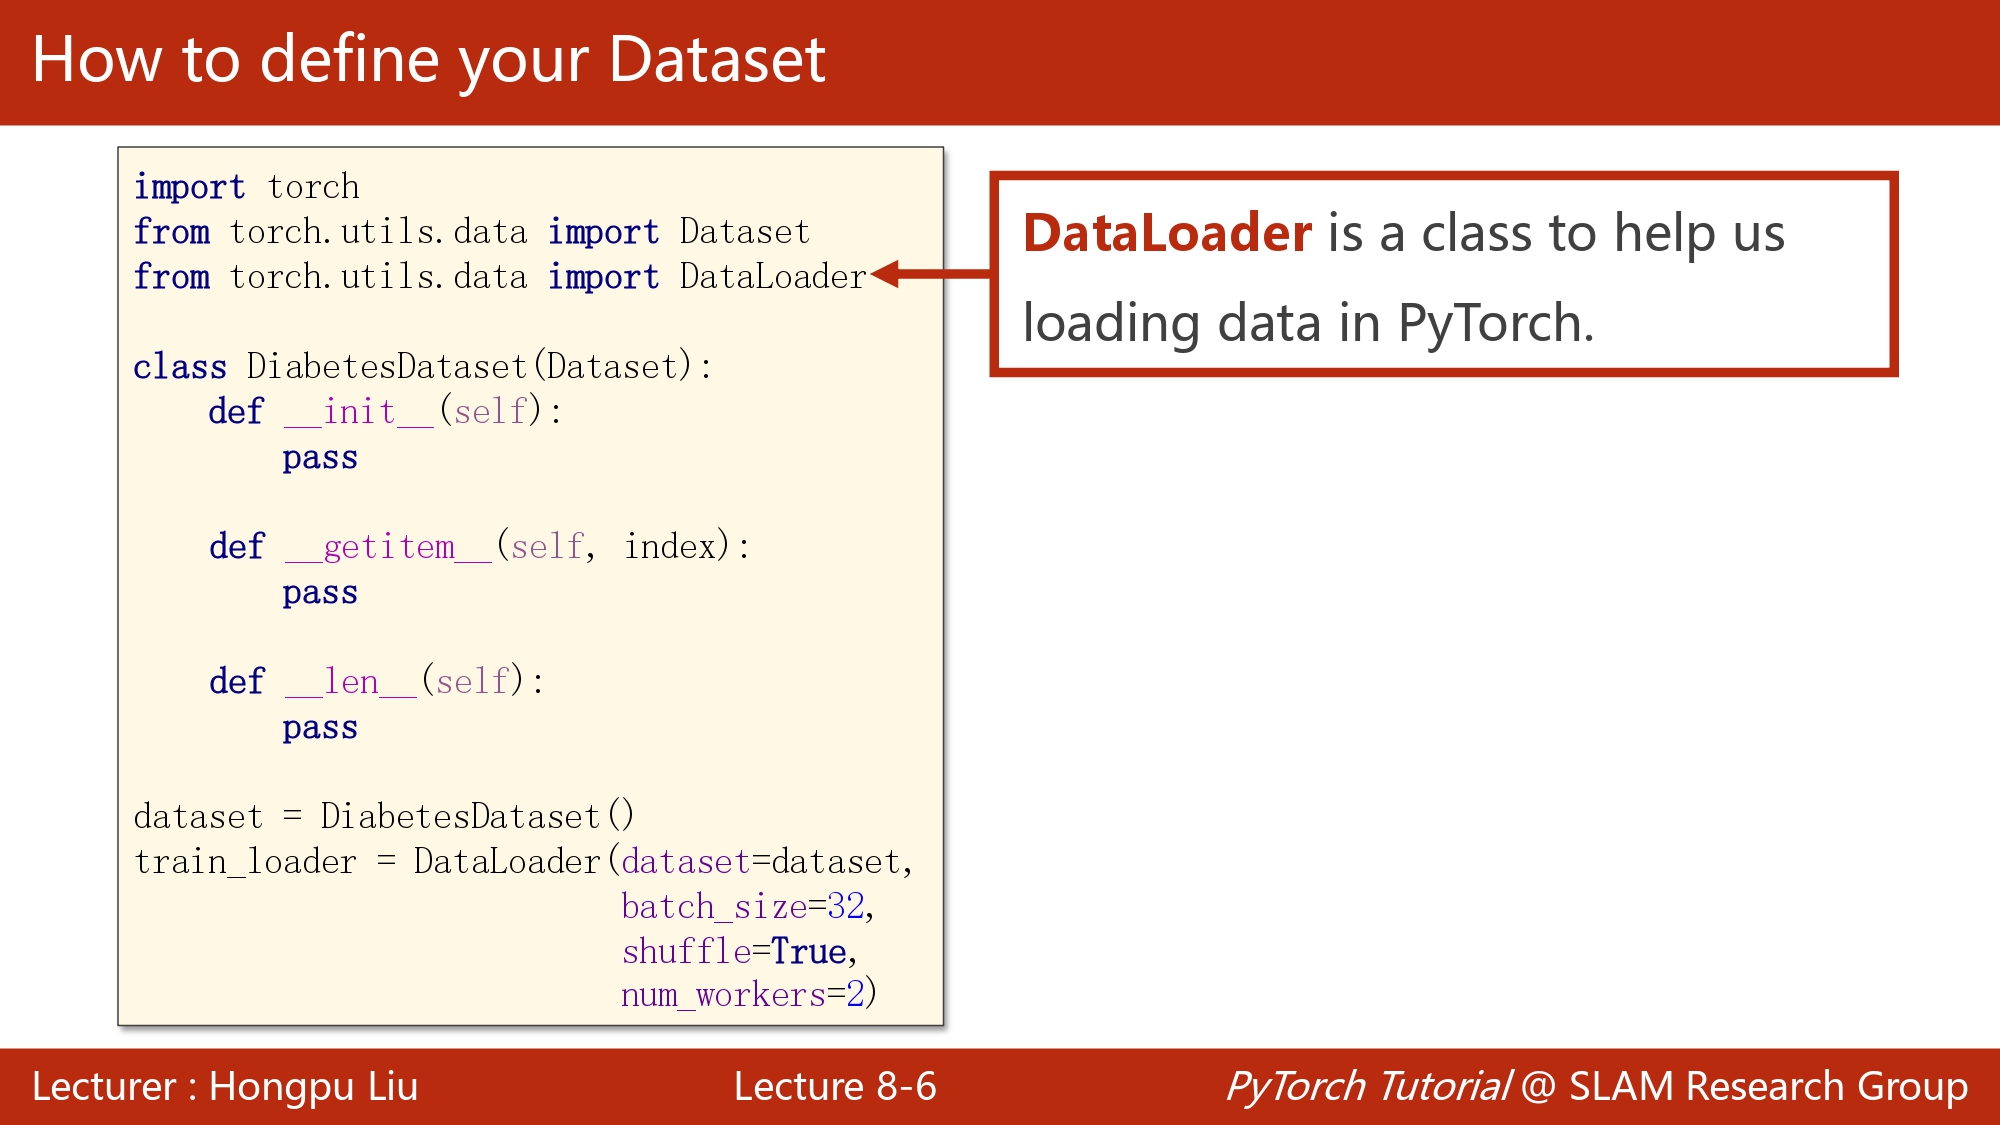 How to define your Dataset
import torch
from torch.utils.data import Dataset
from torch.utils.data import DataLoader
class DiabetesDataset(Dataset):
    def __init__(self):
        pass
    def __getitem__(self, index):
        pass
    def __len__(self):
        pass
dataset = DiabetesDataset()
train_loader = DataLoader(dataset=dataset,
                          batch_size=32,
                          shuffle=True,
                          num_workers=2)
DataLoader is a class to help us
loading data in PyTorch.
Lecturer : Hongpu Liu
Lecture 8-6
PyTorch Tutorial @ SLAM Research Group